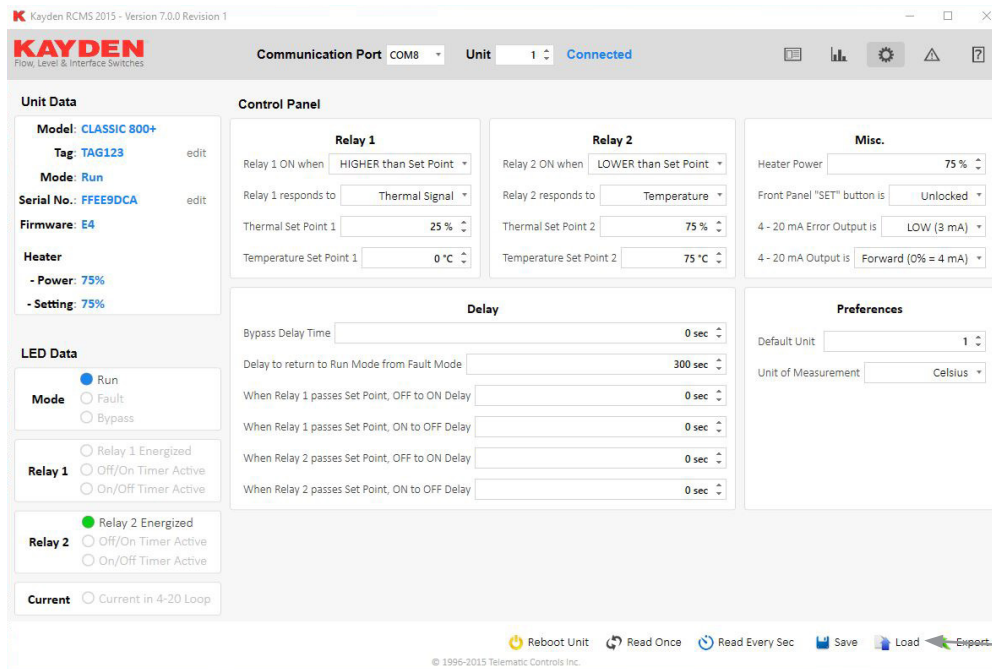 Kayden RCMS 2015 - Version 7.0.0 Revision 1
KAYDEN
Flow, Level & Interface Switches
Communication Port COM8 Unit 1 Connected
Unit Data
Model: CLASSIC 800+
Tag: TAG123 edit
Mode: Run
Serial No.: FFEE9DCA edit
Firmware: E4
Heater
- Power: 75%
- Setting: 75%
LED Data
Mode
Run
Fault
Bypass
Relay 1
Relay 1 Energized
Off/On Timer Active
On/Off Timer Active
Relay 2
Relay 2 Energized
Off/On Timer Active
On/Off Timer Active
Current Current in 4-20 Loop
Control Panel
Relay 1
Relay 1 ON when HIGHER than Set Point
Relay 1 responds to Thermal Signal
Thermal Set Point 1 25 %
Temperature Set Point 1 0 °C
Relay 2
Relay 2 ON when LOWER than Set Point
Relay 2 responds to Temperature
Thermal Set Point 2 75 %
Temperature Set Point 2 75 °C
Misc.
Heater Power 75 %
Front Panel "SET" button is Unlocked
4 - 20 mA Error Output is LOW (3 mA)
4 - 20 mA Output is Forward (0% = 4 mA)
Delay
Bypass Delay Time 0 sec
Delay to return to Run Mode from Fault Mode 300 sec
When Relay 1 passes Set Point, OFF to ON Delay 0 sec
When Relay 1 passes Set Point, ON to OFF Delay 0 sec
When Relay 2 passes Set Point, OFF to ON Delay 0 sec
When Relay 2 passes Set Point, ON to OFF Delay 0 sec
Preferences
Default Unit 1
Unit of Measurement Celsius
Reboot Unit Read Once Read Every Sec Save Load Export
© 1996-2015 Telematic Controls Inc.